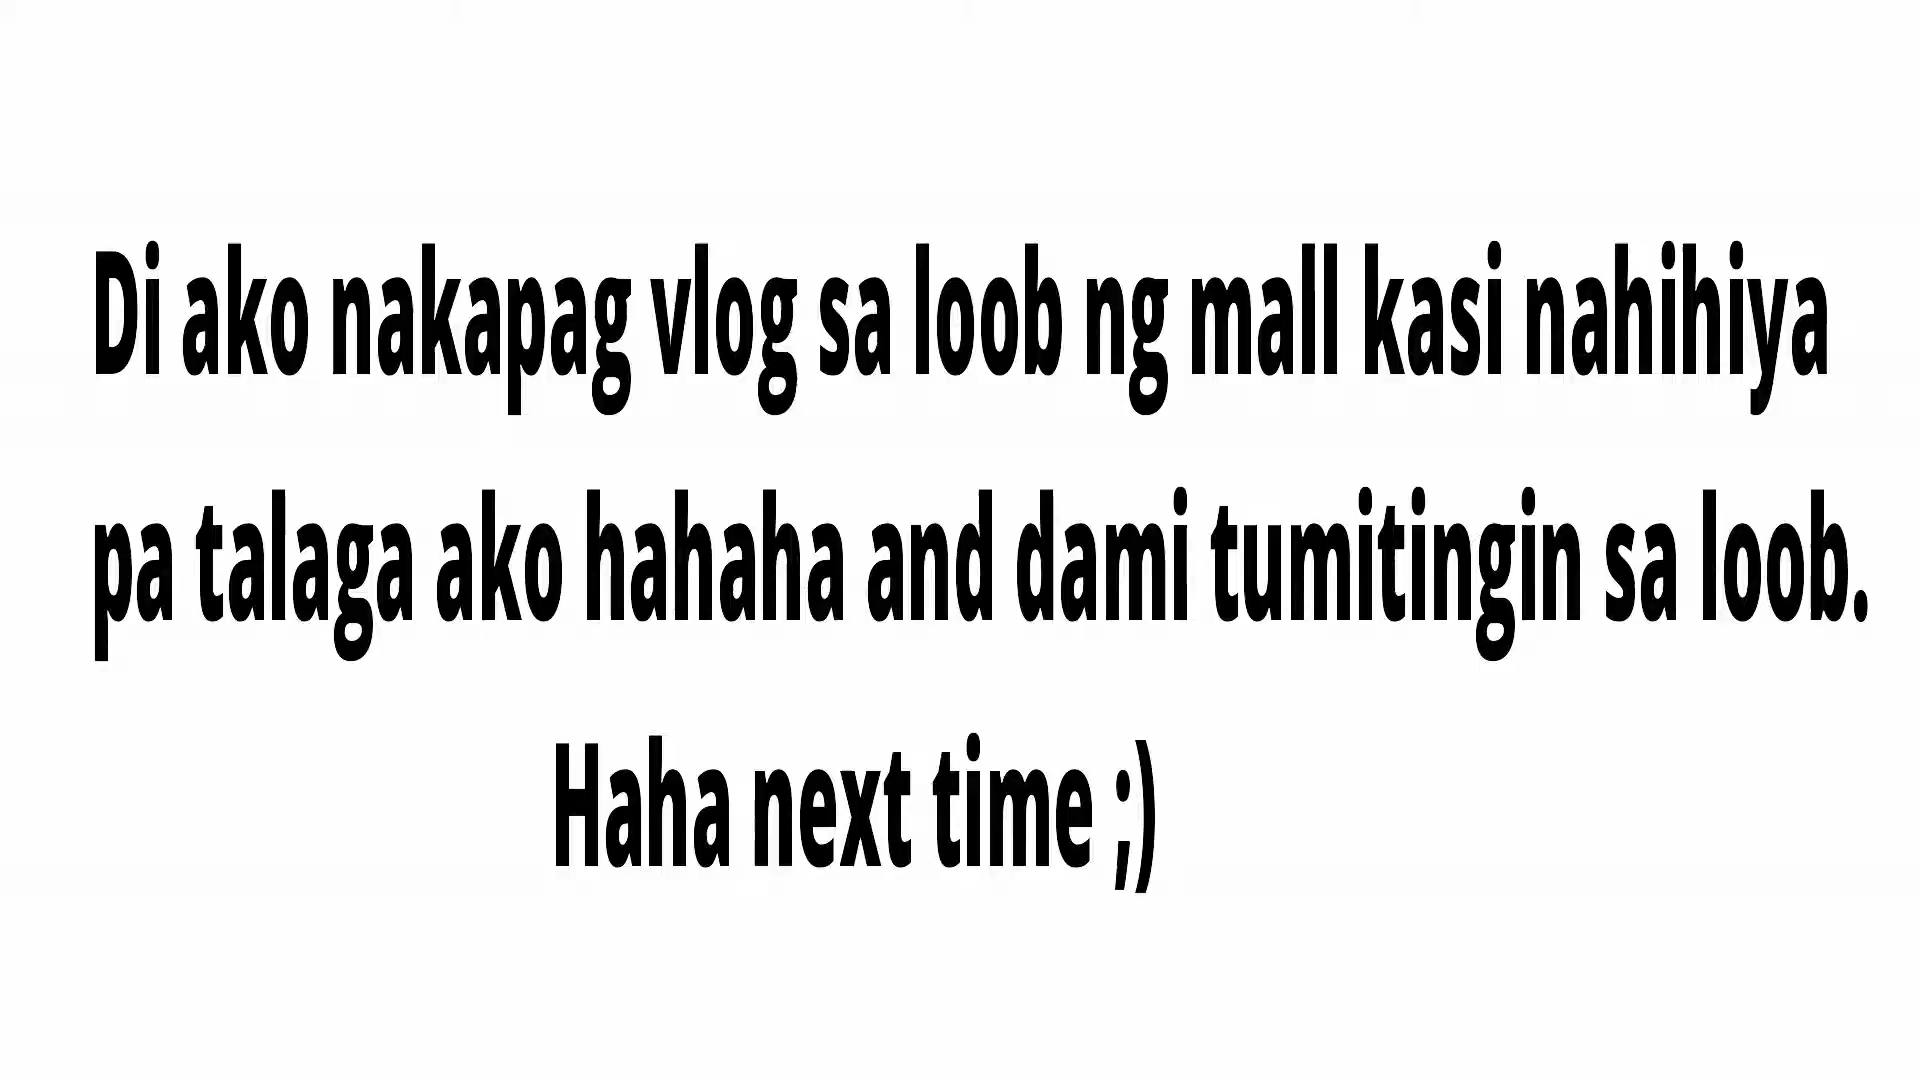 Di ako nakapag vlog sa loob ng mall kasi nahihiya
pa talaga ako hahaha and dami tumitingin sa loob.
Haha next time ;)